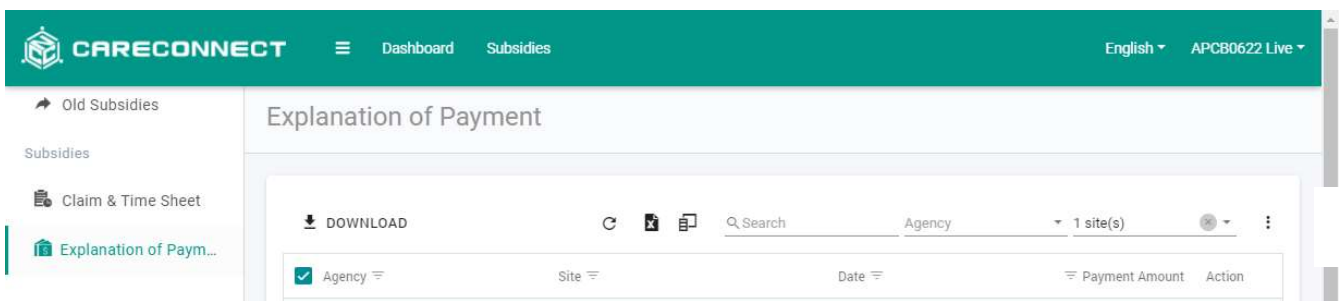 CARECONNECT Dashboard Subsidies English APCB0622 Live
Old Subsidies
Explanation of Payment
Subsidies
Claim & Time Sheet
DOWNLOAD Search Agency 1 site(s)
Explanation of Paym...
Agency Site Date Payment Amount Action